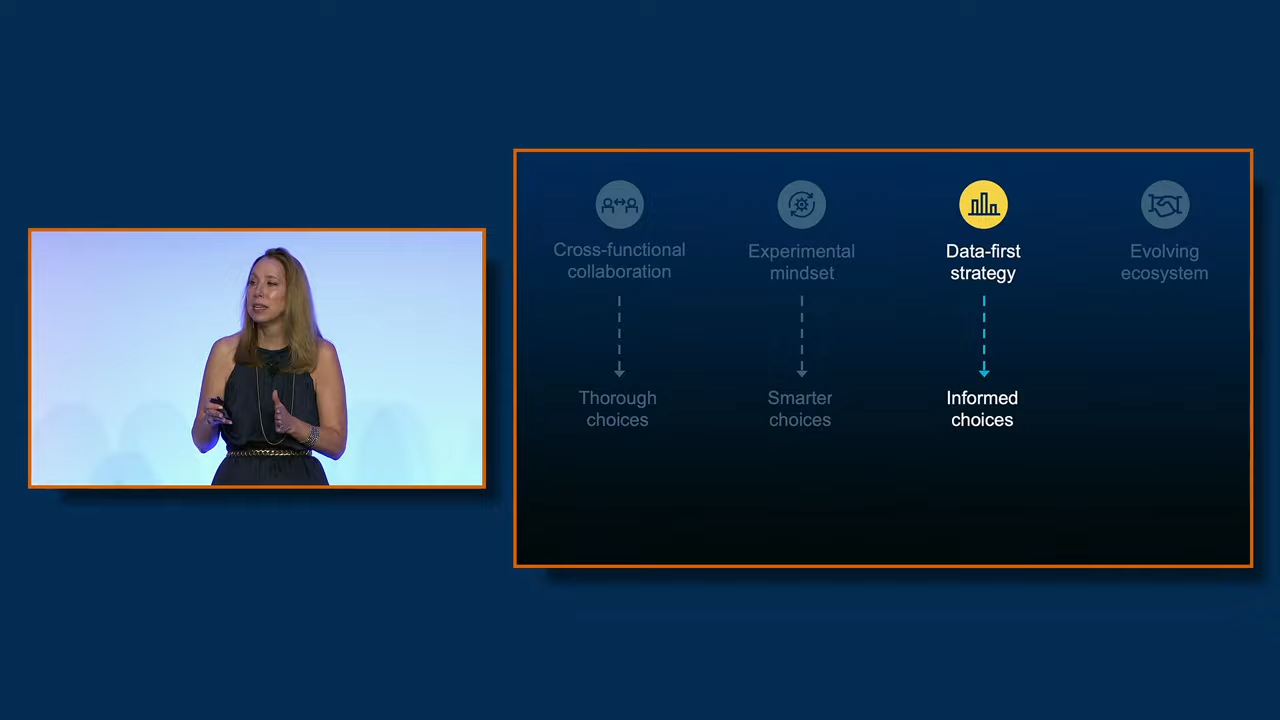 Cross-functional
collaboration
Experimental
mindset
Data-first
strategy
Evolving
ecosystem
Thorough
choices
Smarter
choices
Informed
choices